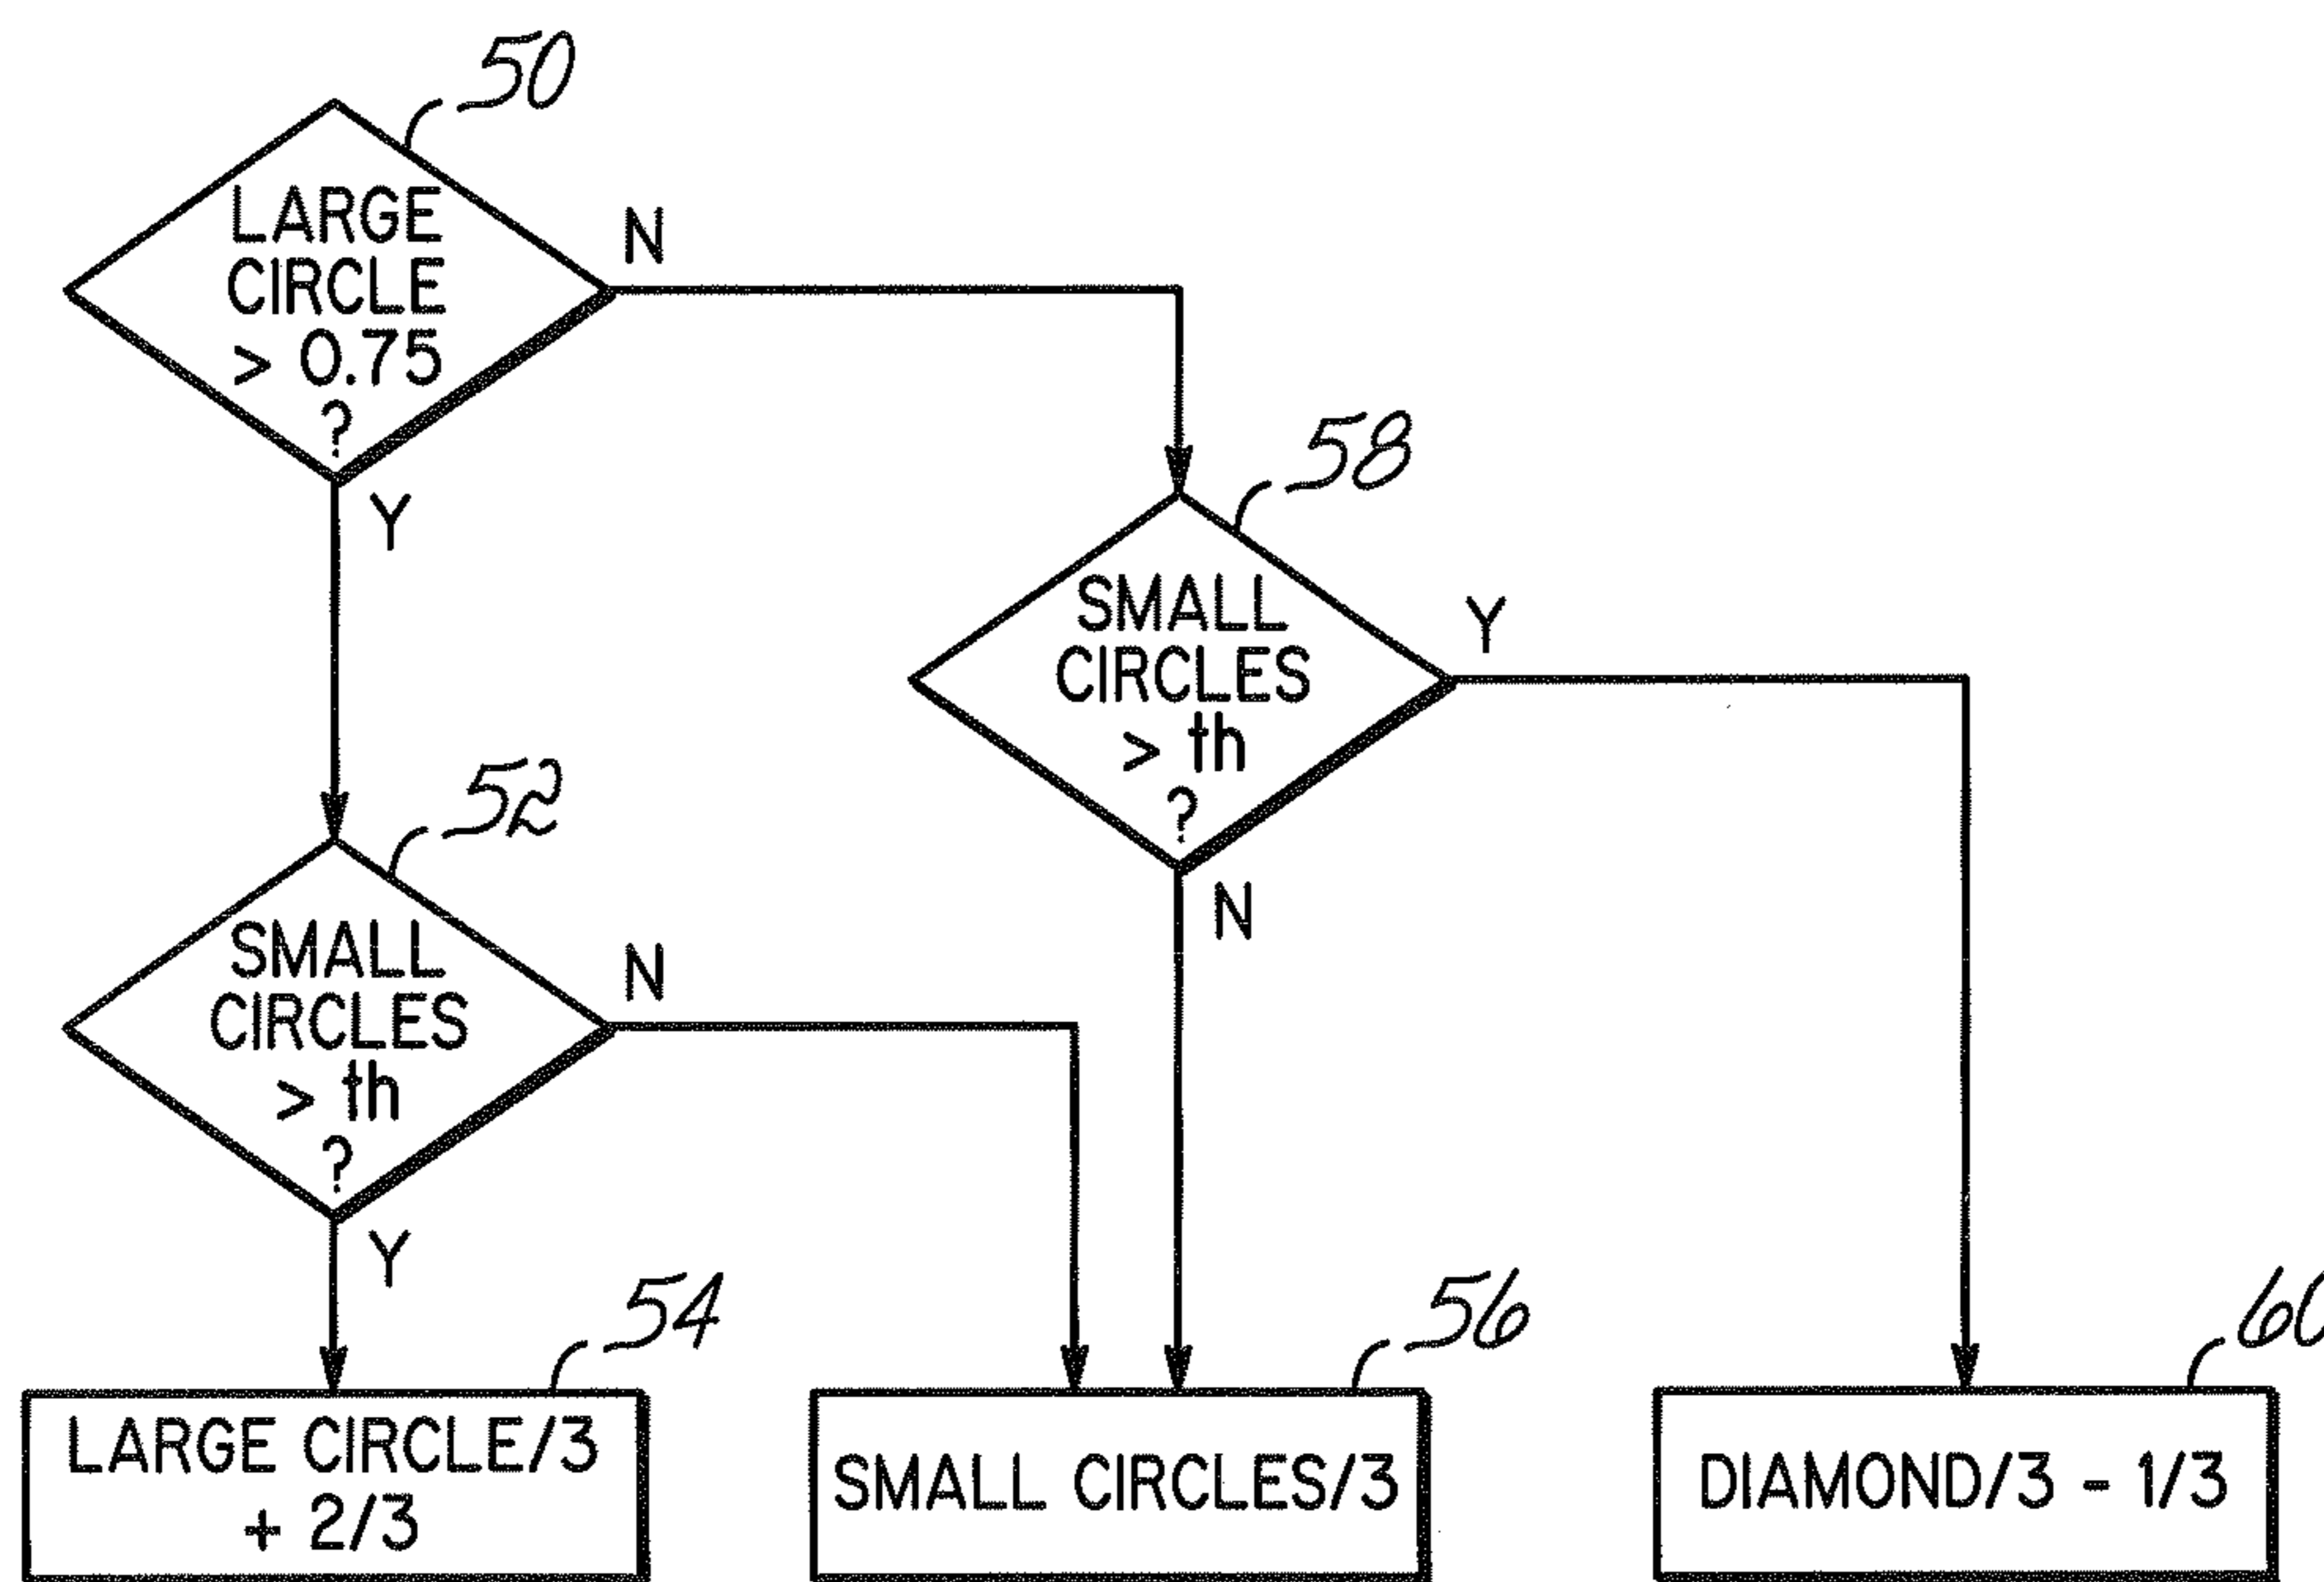 50
LARGE
CIRCLE
> 0.75
?
N
Y
58
SMALL
CIRCLES
> th
?
Y
N
52
SMALL
CIRCLES
> th
?
N
Y
54
LARGE CIRCLE/3
+ 2/3
56
SMALL CIRCLES/3
60
DIAMOND/3 - 1/3